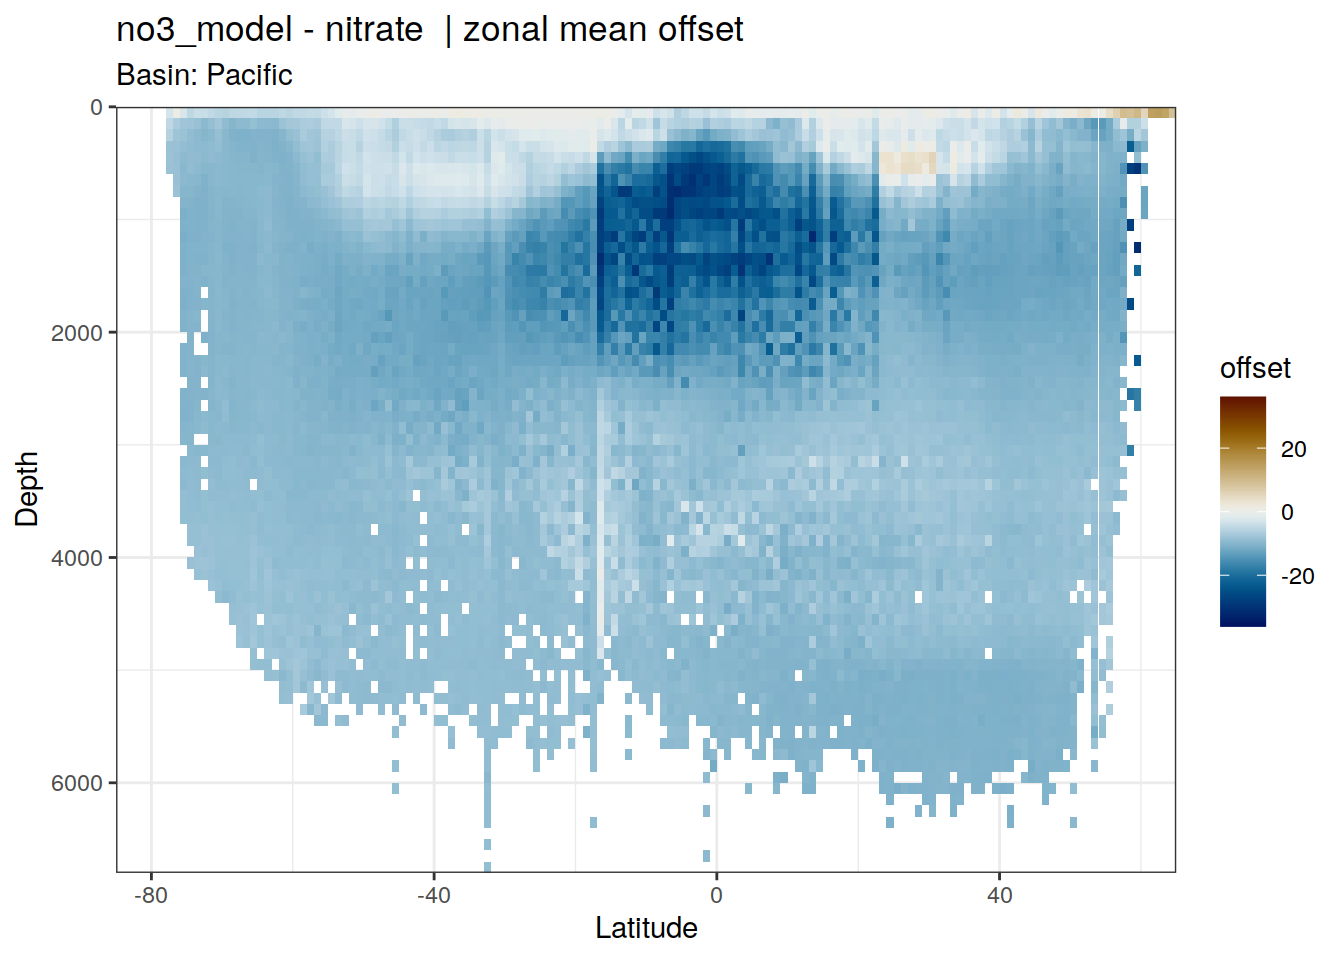 no3_model - nitrate  | zonal mean offset
Basin: Pacific
0
2000
4000
6000
Depth
-80
-40
0
40
Latitude
offset
20
0
-20